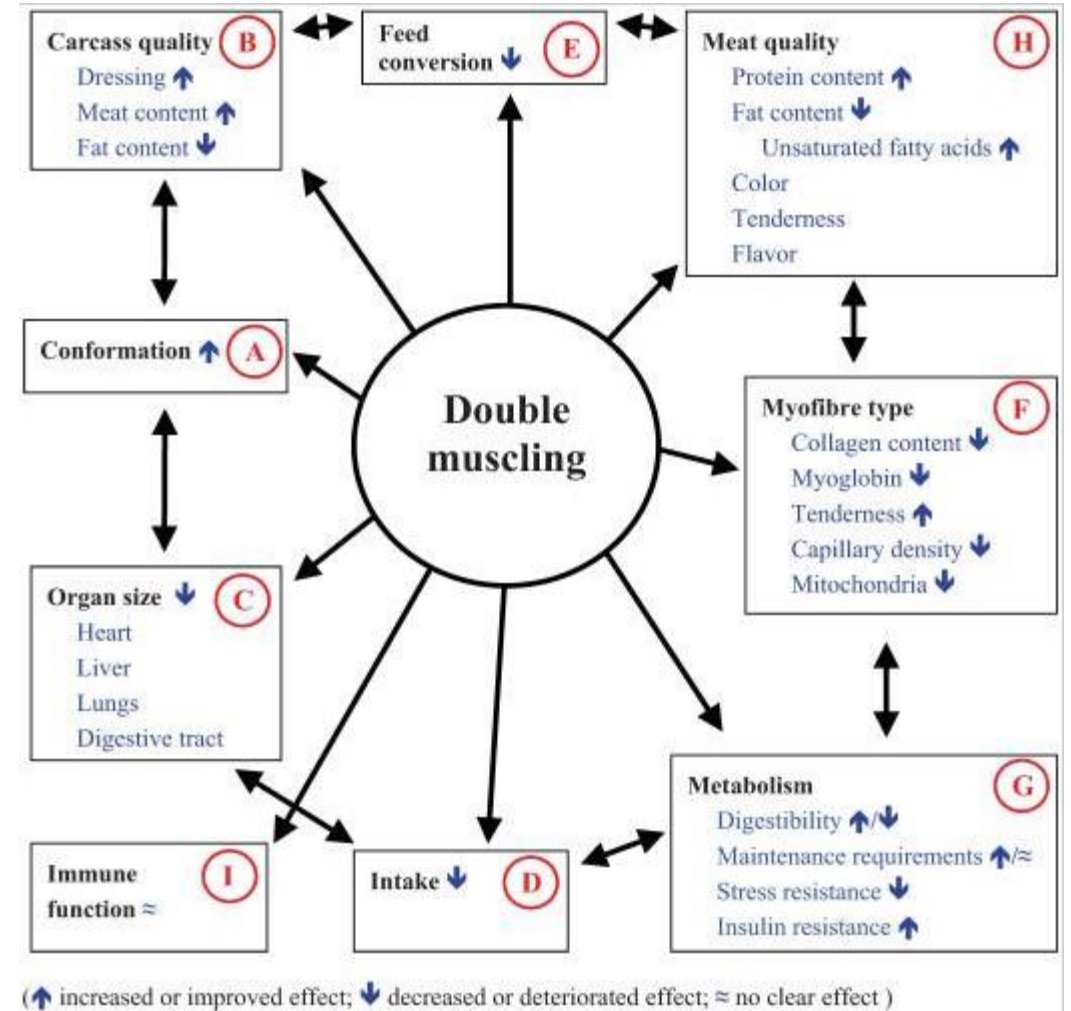 Carcass quality B
Dressing ↑
Meat content ↑
Fat content ↓
Feed
conversion ↓ E
Meat quality H
Protein content ↑
Fat content ↓
Unsaturated fatty acids ↑
Color
Tenderness
Flavor
Conformation ↑ A
Double
muscling
Myofibre type F
Collagen content ↓
Myoglobin ↓
Tenderness ↑
Capillary density ↓
Mitochondria ↓
Organ size ↓ C
Heart
Liver
Lungs
Digestive tract
Immune I
function ≈
Intake ↓ D
Metabolism G
Digestibility ↑/↓
Maintenance requirements ↑/≈
Stress resistance ↓
Insulin resistance ↑
(↑ increased or improved effect; ↓ decreased or deteriorated effect; ≈ no clear effect )